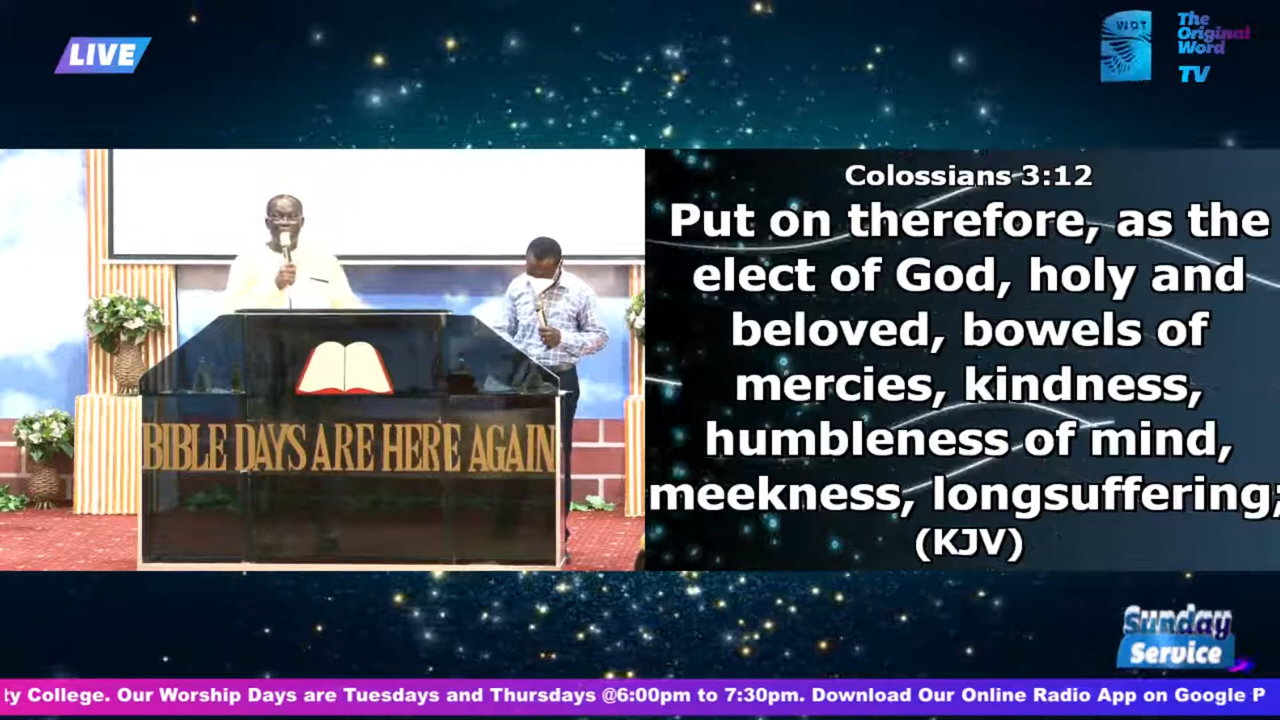 LIVE
WOT
The
Original
Word
TV
Colossians 3:12
Put on therefore, as the
elect of God, holy and
beloved, bowels of
mercies, kindness,
humbleness of mind,
meekness, longsuffering;
(KJV)
BIBLE DAYS ARE HERE AGAIN
Sunday
Service
ty College. Our Worship Days are Tuesdays and Thursdays @6:00pm to 7:30pm. Download Our Online Radio App on Google P